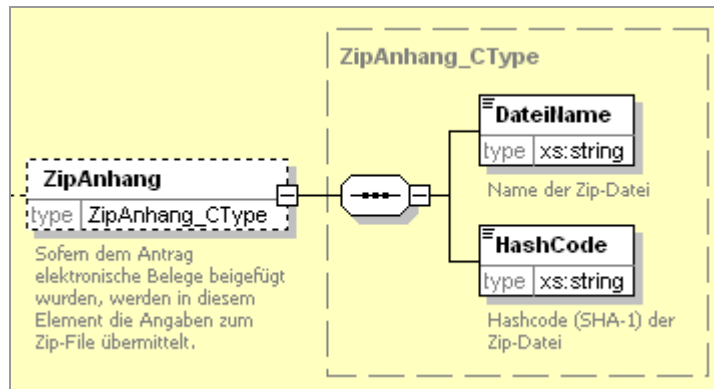 ZipAnhang_CType
DateiName
type xs:string
Name der Zip-Datei
ZipAnhang
type ZipAnhang_CType
Sofern dem Antrag
elektronische Belege beigefügt
wurden, werden in diesem
Element die Angaben zum
Zip-File übermittelt.
HashCode
type xs:string
Hashcode (SHA-1) der
Zip-Datei